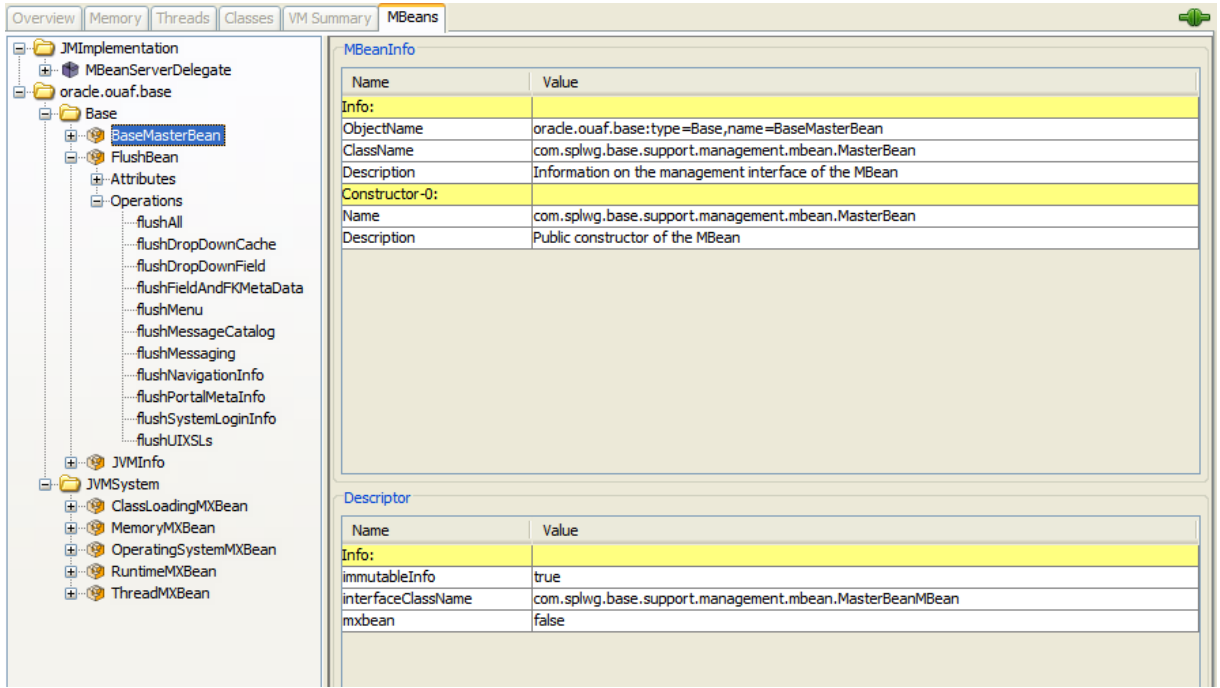 Overview Memory Threads Classes VM Summary MBeans
JMImplementation
MBeanServerDelegate
oracle.ouaf.base
Base
BaseMasterBean
FlushBean
Attributes
Operations
flushAll
flushDropDownCache
flushDropDownField
flushFieldAndFKMetaData
flushMenu
flushMessageCatalog
flushMessaging
flushNavigationInfo
flushPortalMetaInfo
flushSystemLoginInfo
flushUIXSLs
JVMInfo
JVMSystem
ClassLoadingMXBean
MemoryMXBean
OperatingSystemMXBean
RuntimeMXBean
ThreadMXBean
MBeanInfo
Name Value
Info:
ObjectName oracle.ouaf.base:type=Base,name=BaseMasterBean
ClassName com.splwg.base.support.management.mbean.MasterBean
Description Information on the management interface of the MBean
Constructor-0:
Name com.splwg.base.support.management.mbean.MasterBean
Description Public constructor of the MBean
Descriptor
Name Value
Info:
immutableInfo true
interfaceClassName com.splwg.base.support.management.mbean.MasterBeanMBean
mxbean false